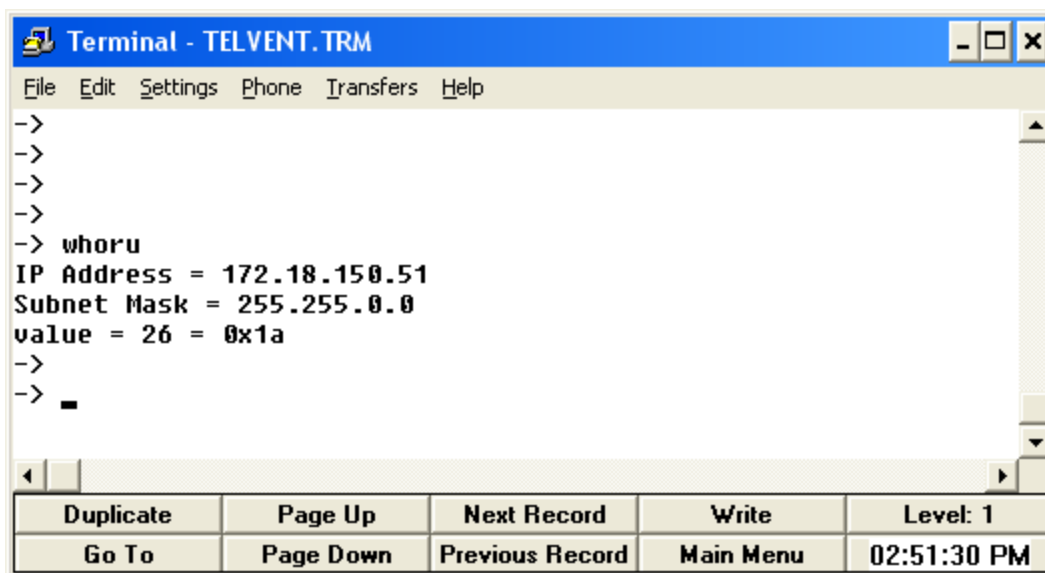 Terminal - TELVENT.TRM
File Edit Settings Phone Transfers Help
->
->
->
->
-> whoru
IP Address = 172.18.150.51
Subnet Mask = 255.255.0.0
value = 26 = 0x1a
->
->
Duplicate Page Up Next Record Write Level: 1
Go To Page Down Previous Record Main Menu 02:51:30 PM